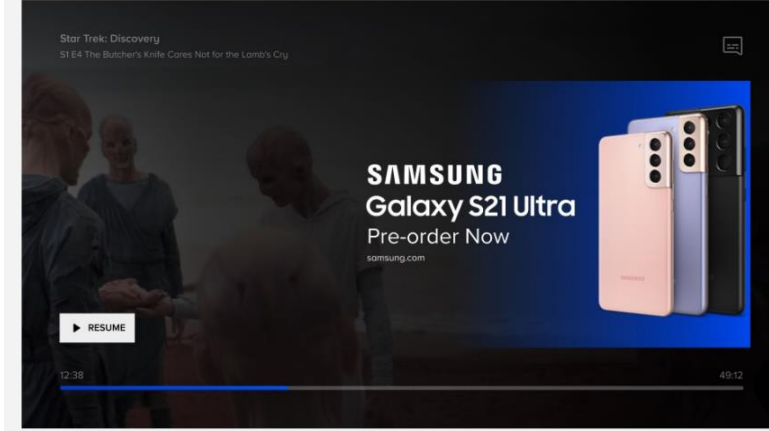 Star Trek: Discovery
S1 E4 The Butcher's Knife Cares Not for the Lamb's Cry
SAMSUNG
Galaxy S21 Ultra
Pre-order Now
samsung.com
SAMSUNG
RESUME
12:38
49:12